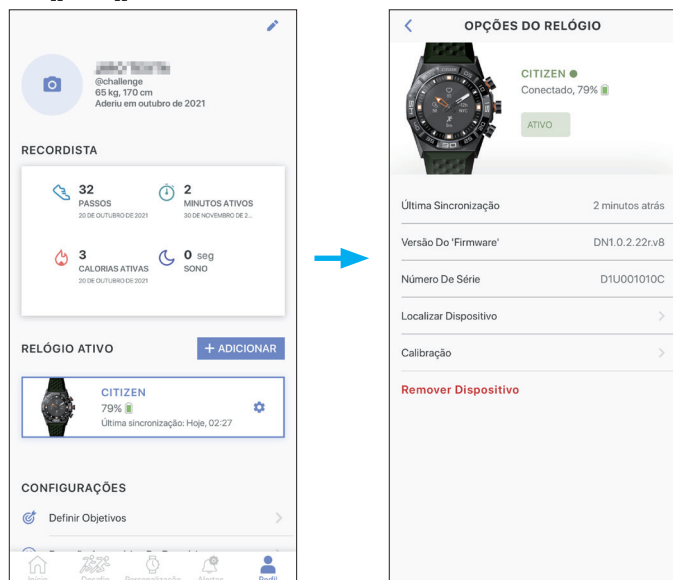 @challenge
65 kg, 170 cm
Aderiu em outubro de 2021
RECORDISTA
32
PASSOS
20 DE OUTUBRO DE 2021
2
MINUTOS ATIVOS
30 DE NOVEMBRO DE 2...
3
CALORIAS ATIVAS
20 DE OUTUBRO DE 2021
0 seg
SONO
RELÓGIO ATIVO
+ ADICIONAR
CITIZEN
79%
Última sincronização: Hoje, 02:27
CONFIGURAÇÕES
Definir Objetivos
Início
Desafio
Personalização
Alertas
Perfil
OPÇÕES DO RELÓGIO
CITIZEN
Conectado, 79%
ATIVO
Última Sincronização 2 minutos atrás
Versão Do 'Firmware' DN1.0.2.22r.v8
Número De Série D1U001010C
Localizar Dispositivo
Calibração
Remover Dispositivo